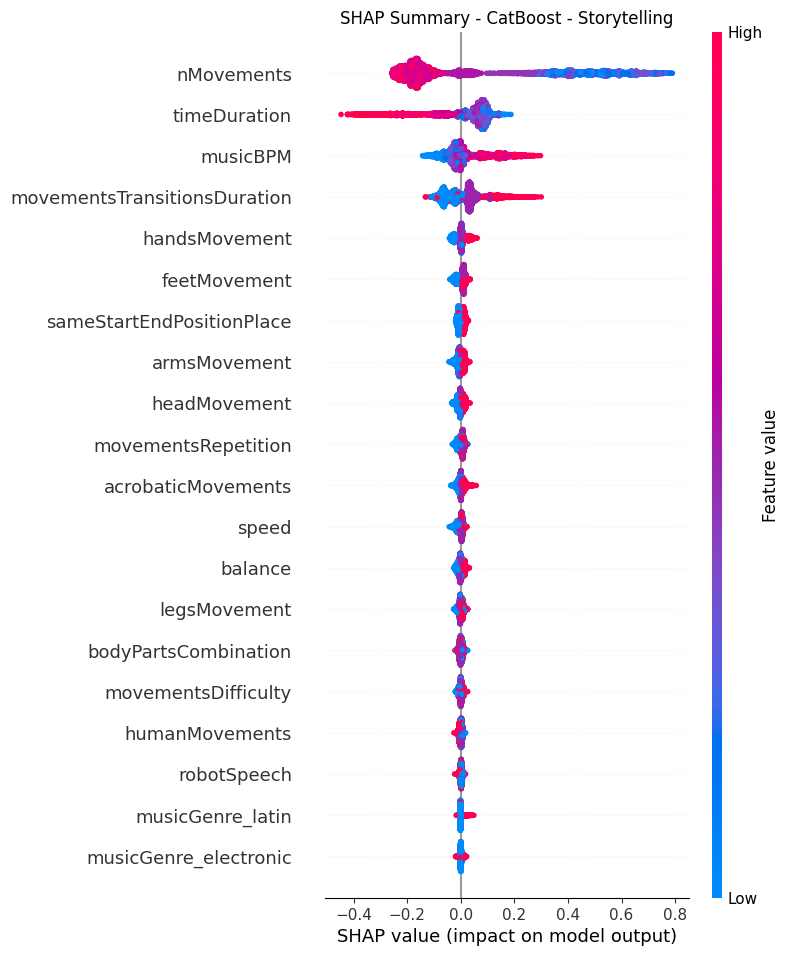 SHAP Summary - CatBoost - Storytelling
High
nMovements
timeDuration
musicBPM
movementsTransitionsDuration
handsMovement
feetMovement
sameStartEndPositionPlace
armsMovement
headMovement
movementsRepetition
acrobaticMovements
speed
balance
legsMovement
bodyPartsCombination
movementsDifficulty
humanMovements
robotSpeech
musicGenre_latin
musicGenre_electronic
Feature value
Low
−0.4 −0.2 0.0 0.2 0.4 0.6 0.8
SHAP value (impact on model output)